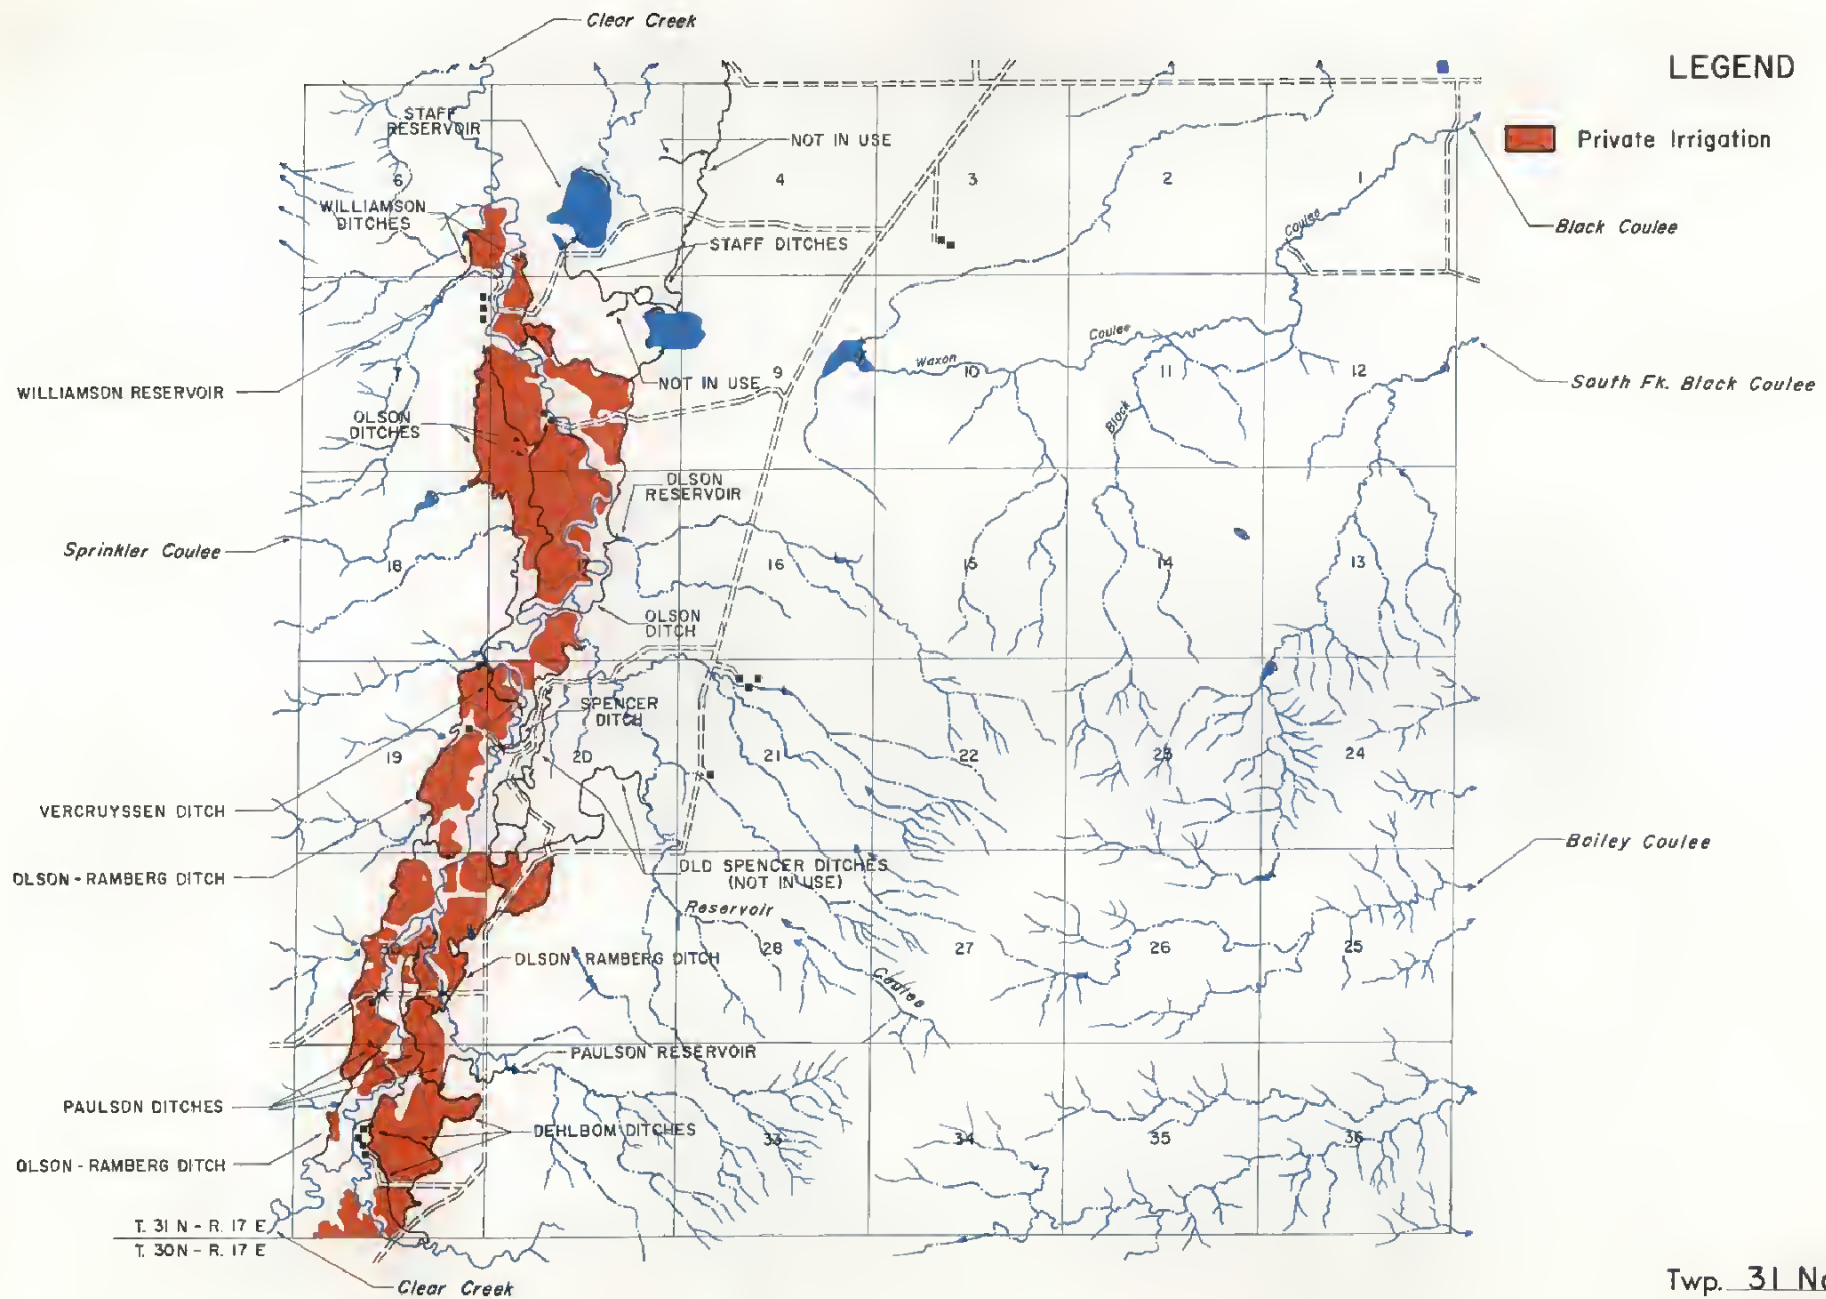 Clear Creek
LEGEND
Private Irrigation
STAFF
RESERVOIR
NOT IN USE
6
4
3
2
1
WILLIAMSON
DITCHES
STAFF DITCHES
Coulee
Black Coulee
WILLIAMSON RESERVOIR
7
NOT IN USE
9
Waxon
10
Coulee
11
12
South Fk. Black Coulee
OLSON
DITCHES
Black
OLSON
RESERVOIR
Sprinkler Coulee
18
17
16
15
14
13
OLSON
DITCH
SPENCER
DITCH
19
20
21
22
23
24
VERCRUYSSEN DITCH
OLSON-RAMBERG DITCH
OLD SPENCER DITCHES
(NOT IN USE)
Bailey Coulee
Reservoir
30
OLSON-RAMBERG DITCH
28
27
26
25
Coulee
PAULSON RESERVOIR
PAULSON DITCHES
DEHLBOM DITCHES
33
34
35
36
OLSON-RAMBERG DITCH
T. 31 N - R. 17 E
T. 30N - R. 17 E
Clear Creek
Twp. 31 No